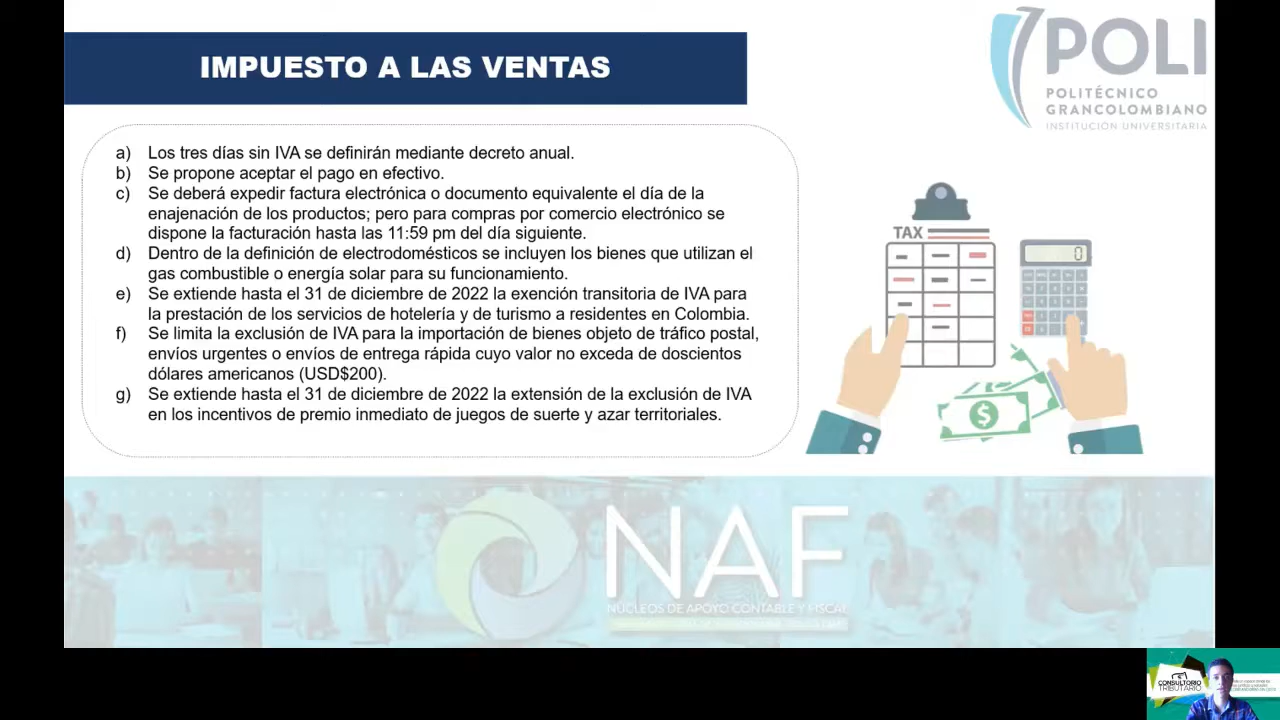 IMPUESTO A LAS VENTAS
POLI
POLITÉCNICO
GRANCOLOMBIANO
INSTITUCIÓN UNIVERSITARIA
a) Los tres días sin IVA se definirán mediante decreto anual.
b) Se propone aceptar el pago en efectivo.
c) Se deberá expedir factura electrónica o documento equivalente el día de la
enajenación de los productos; pero para compras por comercio electrónico se
dispone la facturación hasta las 11:59 pm del día siguiente.
d) Dentro de la definición de electrodomésticos se incluyen los bienes que utilizan el
gas combustible o energía solar para su funcionamiento.
e) Se extiende hasta el 31 de diciembre de 2022 la exención transitoria de IVA para
la prestación de los servicios de hotelería y de turismo a residentes en Colombia.
f) Se limita la exclusión de IVA para la importación de bienes objeto de tráfico postal,
envíos urgentes o envíos de entrega rápida cuyo valor no exceda de doscientos
dólares americanos (USD$200).
g) Se extiende hasta el 31 de diciembre de 2022 la extensión de la exclusión de IVA
en los incentivos de premio inmediato de juegos de suerte y azar territoriales.
TAX
0
$
NAF
NÚCLEOS DE APOYO CONTABLE Y FISCAL
CONSULTORIO
TRIBUTARIO